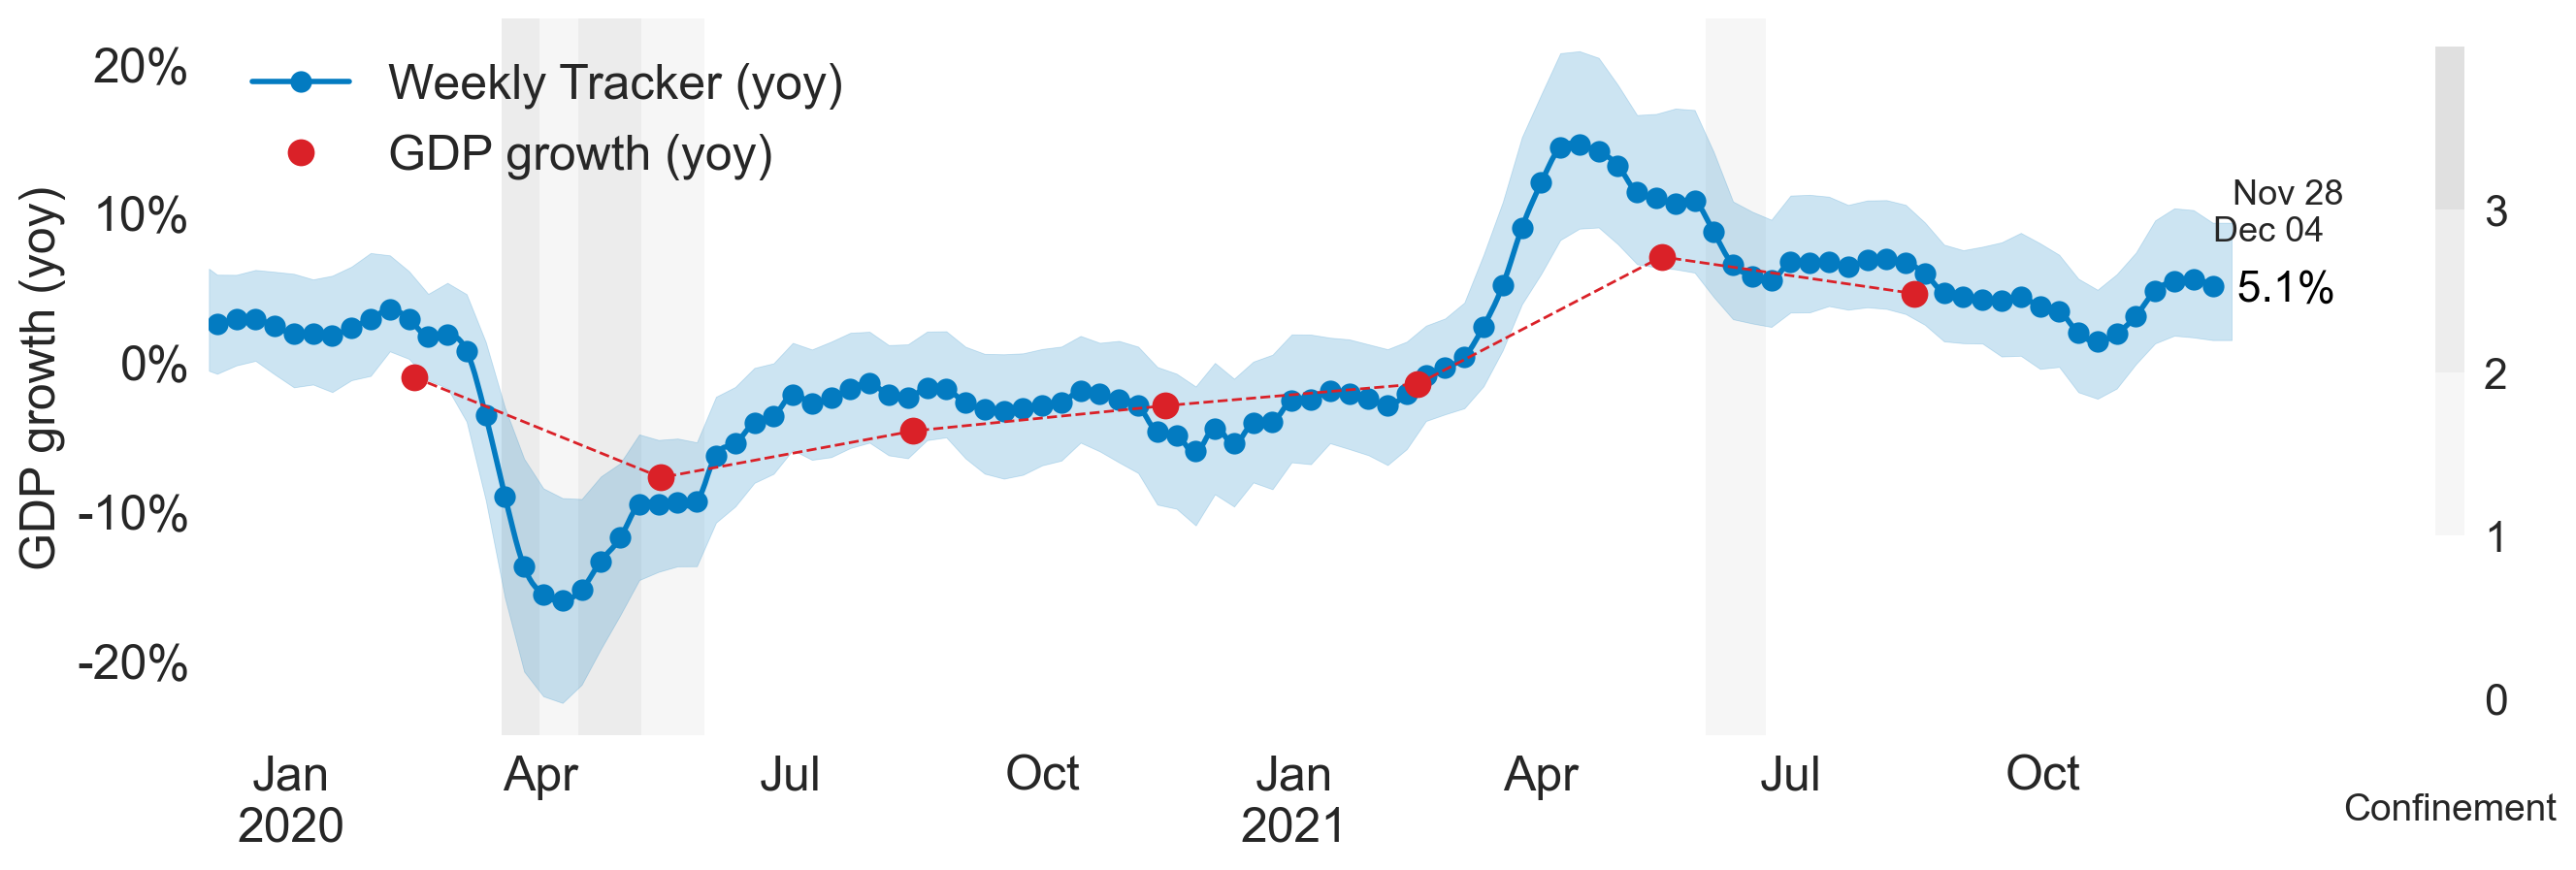 20%
10%
0%
-10%
-20%
GDP growth (yoy)
Weekly Tracker (yoy)
GDP growth (yoy)
Nov 28
Dec 04
5.1%
3
2
1
0
Jan Apr Jul Oct Jan Apr Jul Oct
2020 2021
Confinement